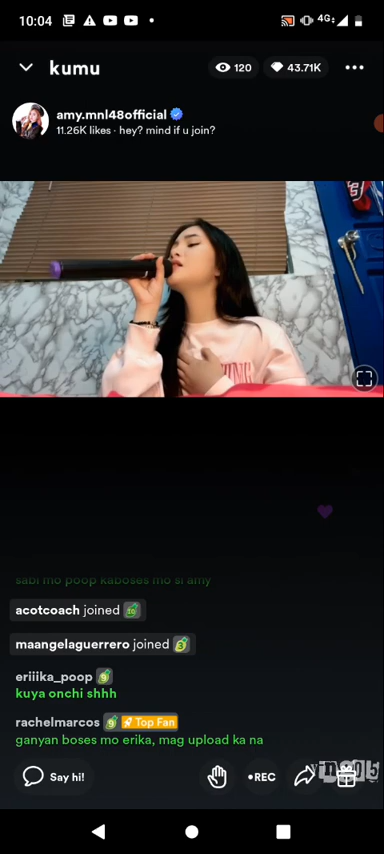 10:04
4G
kumu
120
43.71K
amy.mnl48official
11.26K likes · hey? mind if u join?
sabi mo poop kaboses mo si amy
acotcoach joined
maangelaguerrero joined
eriiika_poop 9
kuya onchi shhh
rachelmarcos 9 Top Fan
ganyan boses mo erika, mag upload ka na
Say hi!
•REC